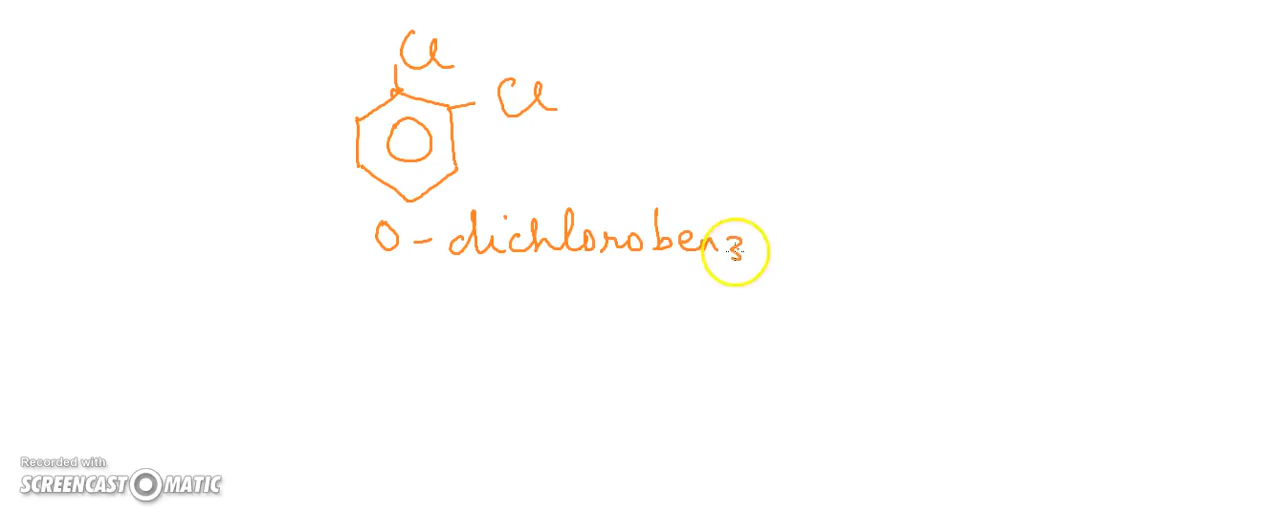 Cl
Cl
O - dichlorobenz
Recorded with
SCREENCAST MATIC